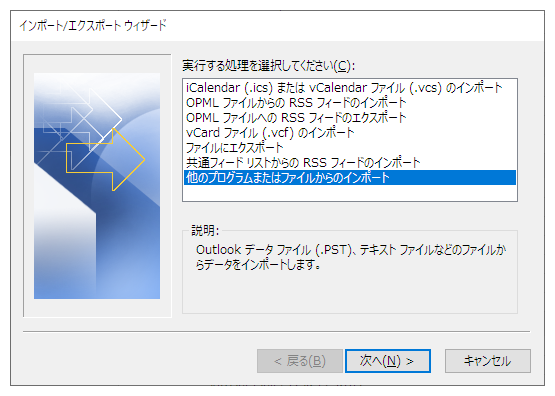 インポート/エクスポート ウィザード
実行する処理を選択してください(C):
iCalendar (.ics) または vCalendar ファイル (.vcs) のインポート
OPML ファイルからの RSS フィードのインポート
OPML ファイルへの RSS フィードのエクスポート
vCard ファイル (.vcf) のインポート
ファイルにエクスポート
共通フィード リストからの RSS フィードのインポート
他のプログラムまたはファイルからのインポート
説明:
Outlook データ ファイル (.PST)、テキスト ファイルなどのファイルか
らデータをインポートします。
< 戻る(B)
次へ(N) >
キャンセル